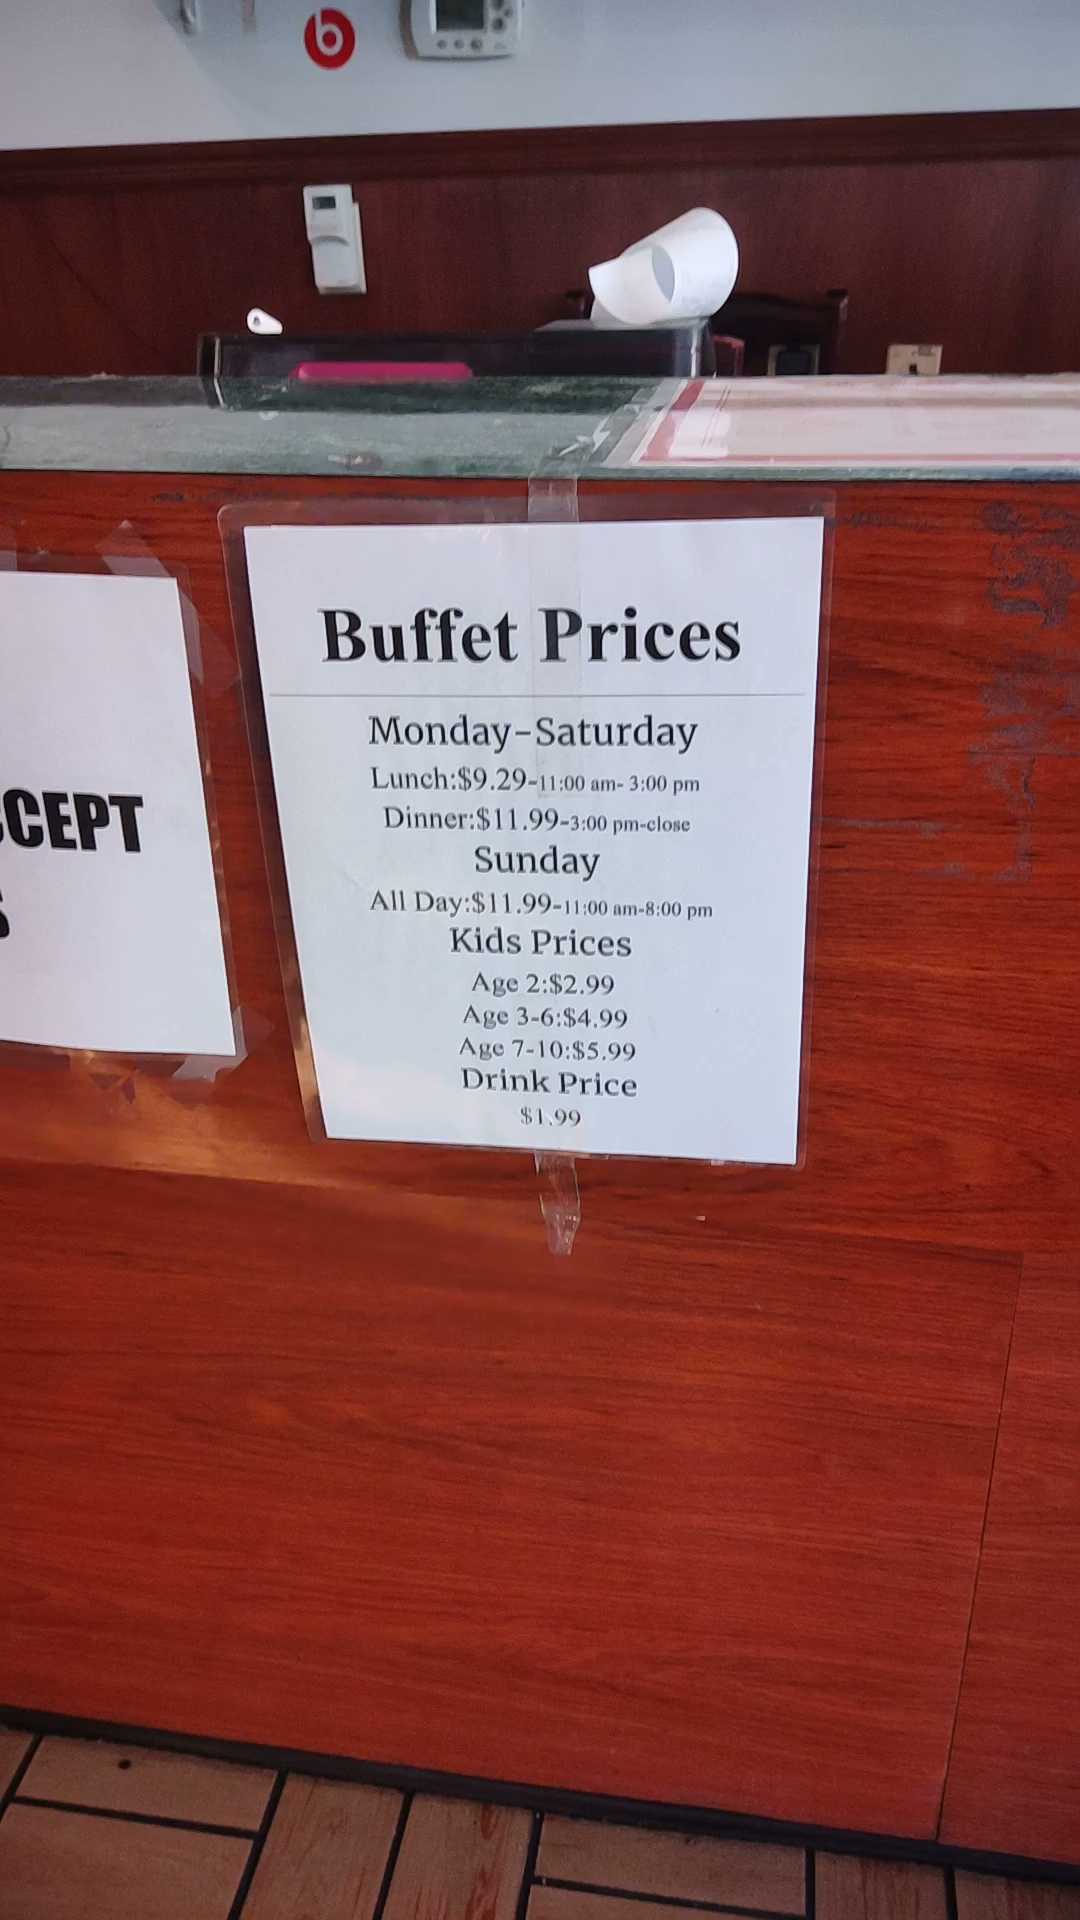 Buffet Prices
Monday-Saturday
Lunch:$9.29-11:00 am- 3:00 pm
Dinner:$11.99-3:00 pm-close
Sunday
All Day:$11.99-11:00 am-8:00 pm
Kids Prices
Age 2:$2.99
Age 3-6:$4.99
Age 7-10:$5.99
Drink Price
$1.99